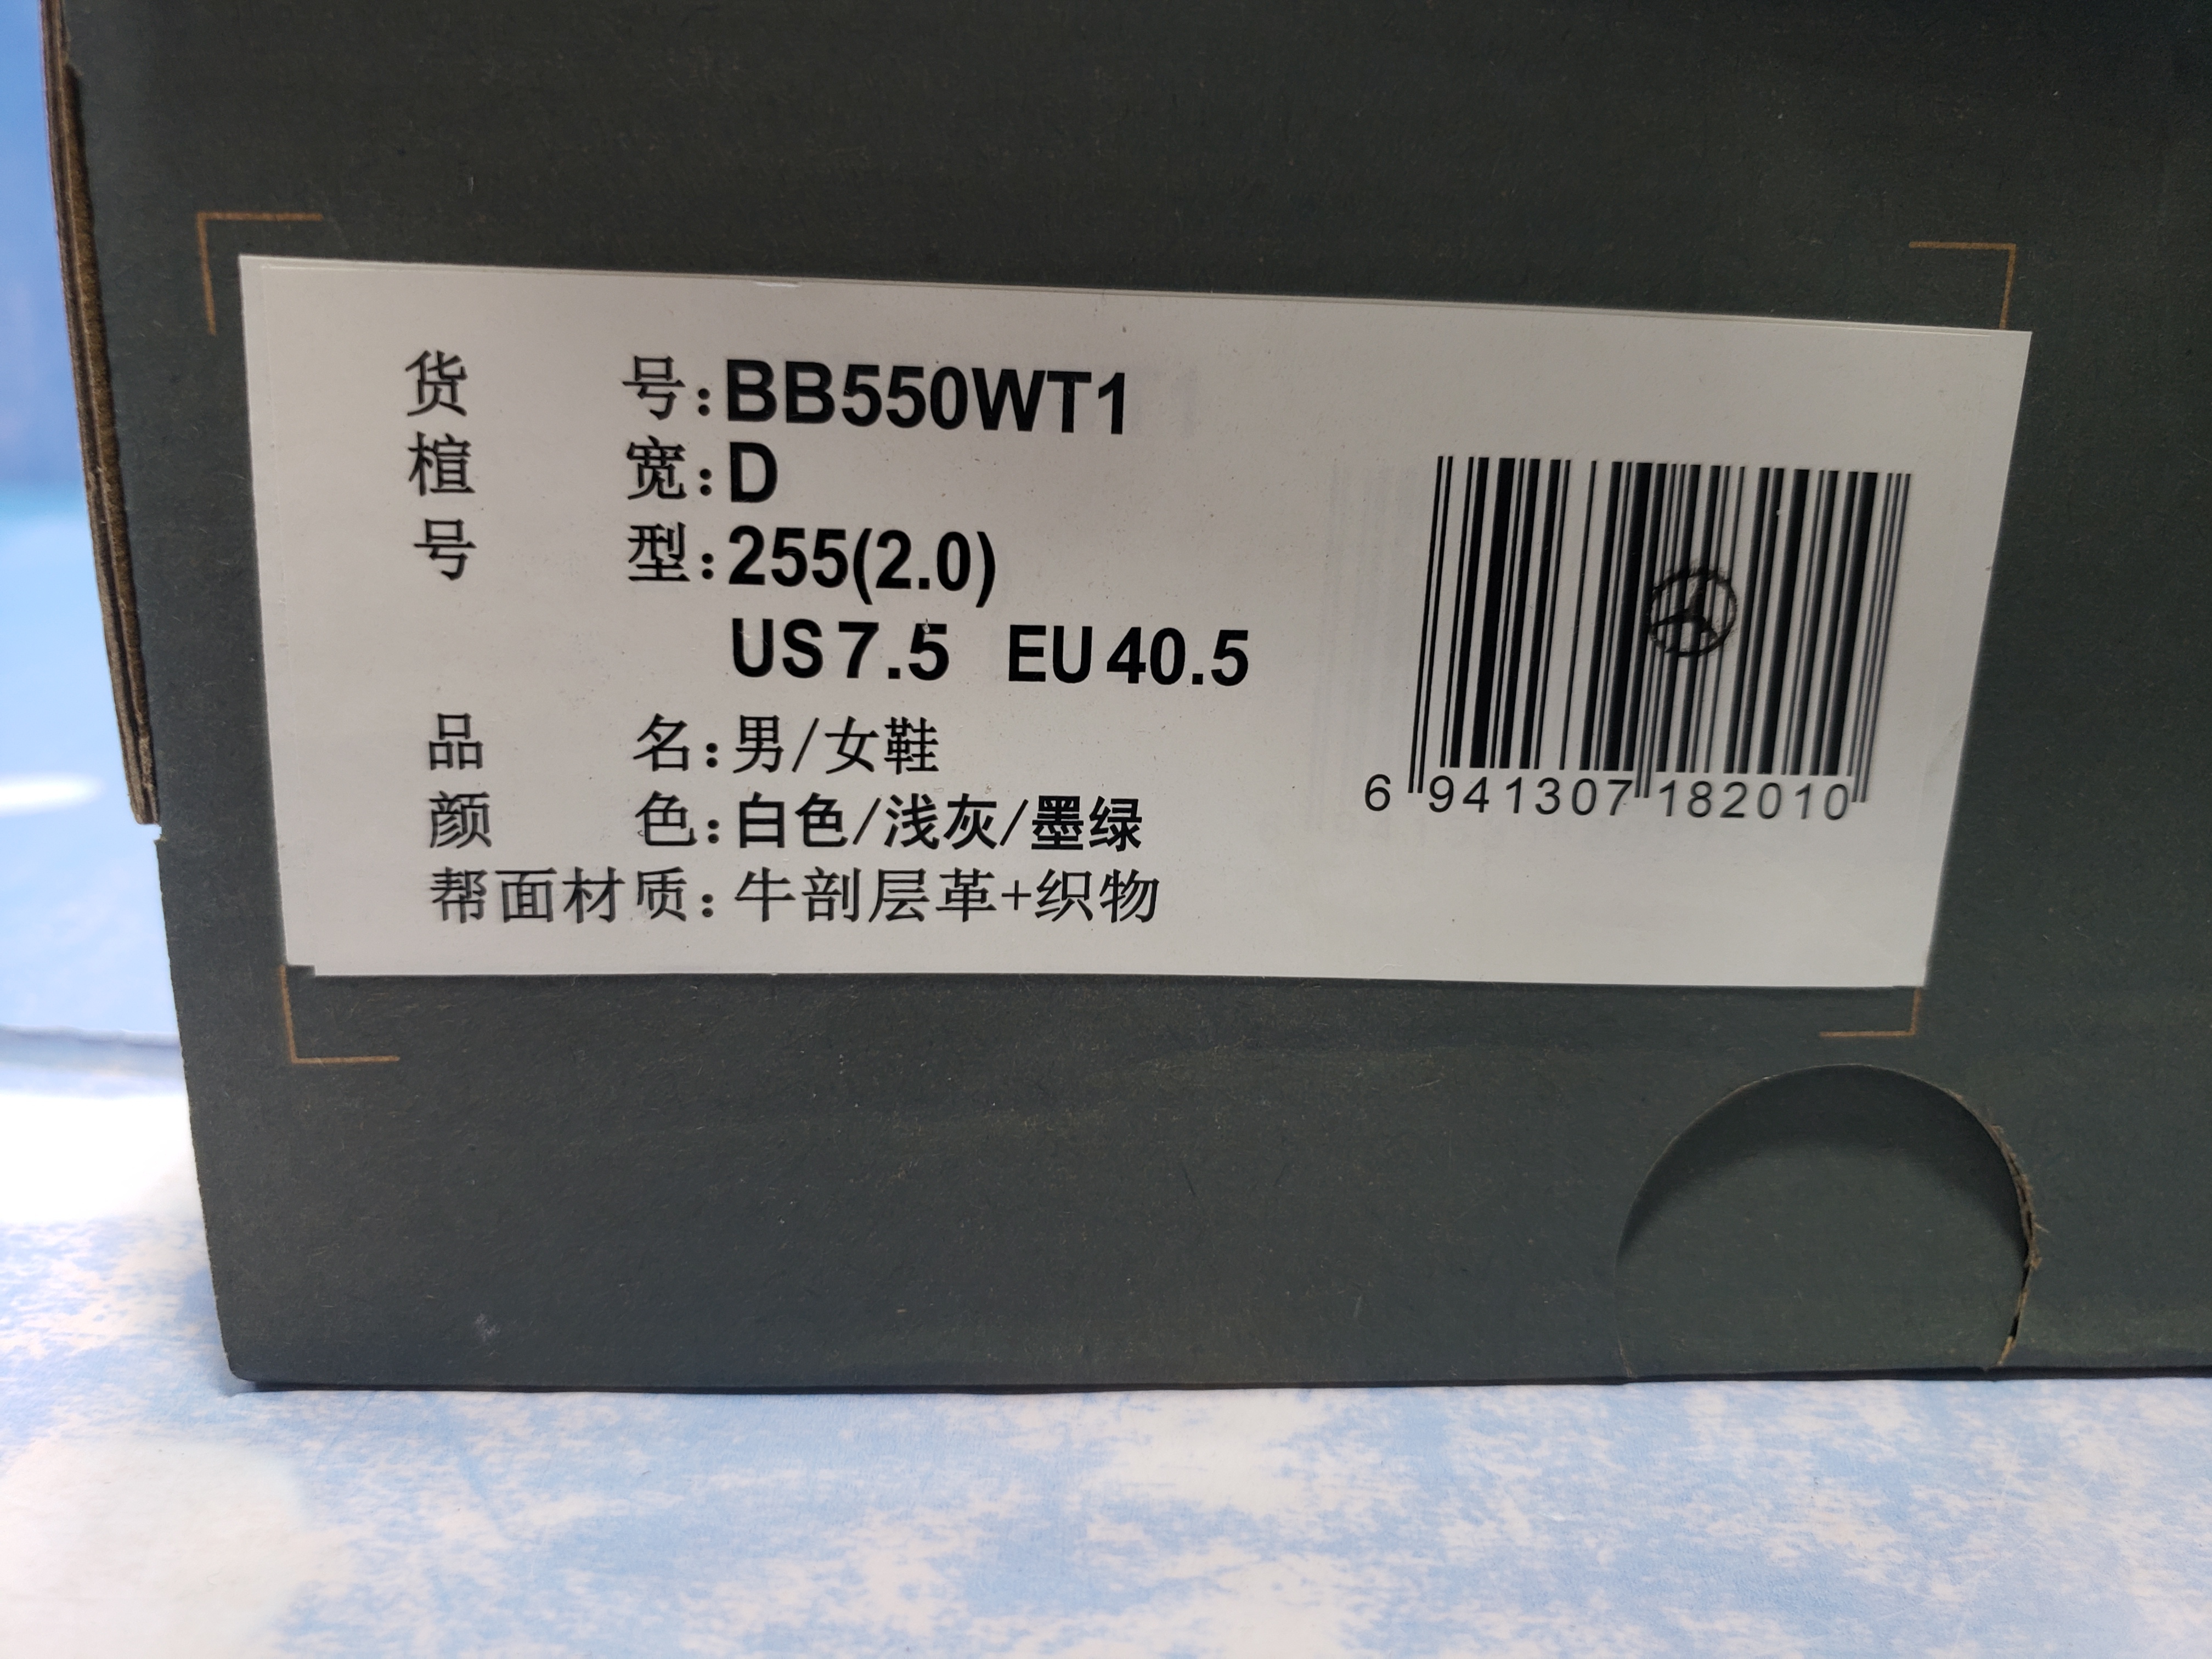 货 号:BB550WT1
楦 宽:D
号 型:255(2.0)
US 7.5 EU 40.5
品 名:男/女鞋
颜 色:白色/浅灰/墨绿
帮面材质:牛剖层革+织物
6 941307 182010